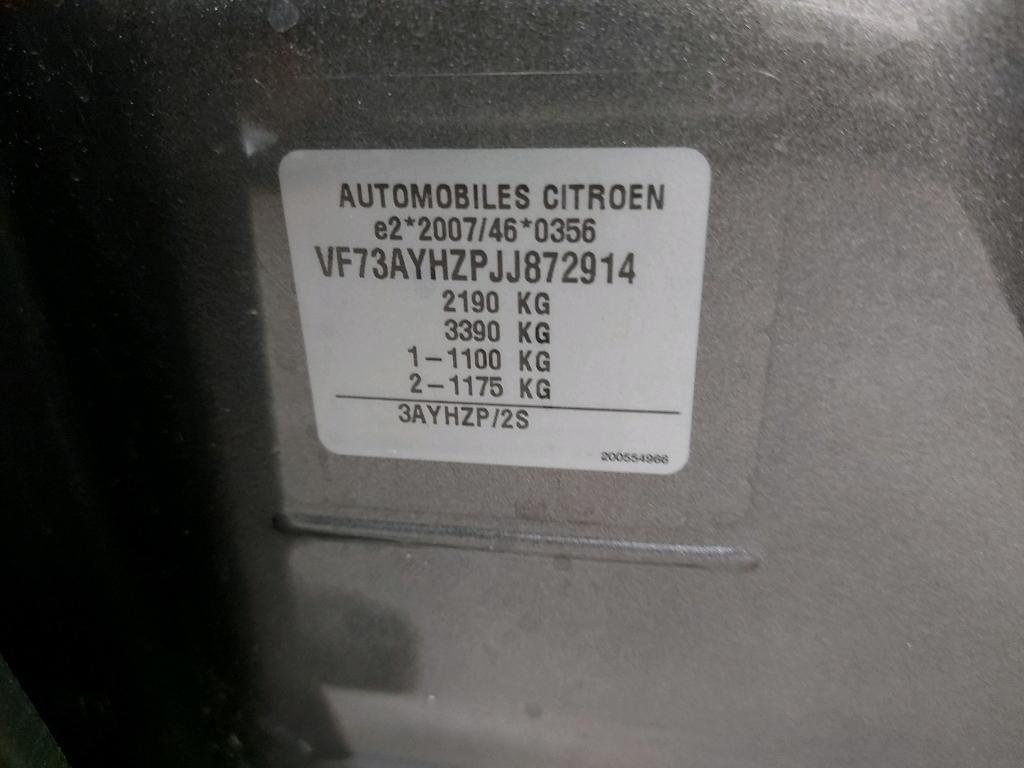 AUTOMOBILES CITROEN
e2*2007/46*0356
VF73AYHZPJJ872914
2190 KG
3390 KG
1-1100 KG
2-1175 KG
3AYHZP/2S
200554966